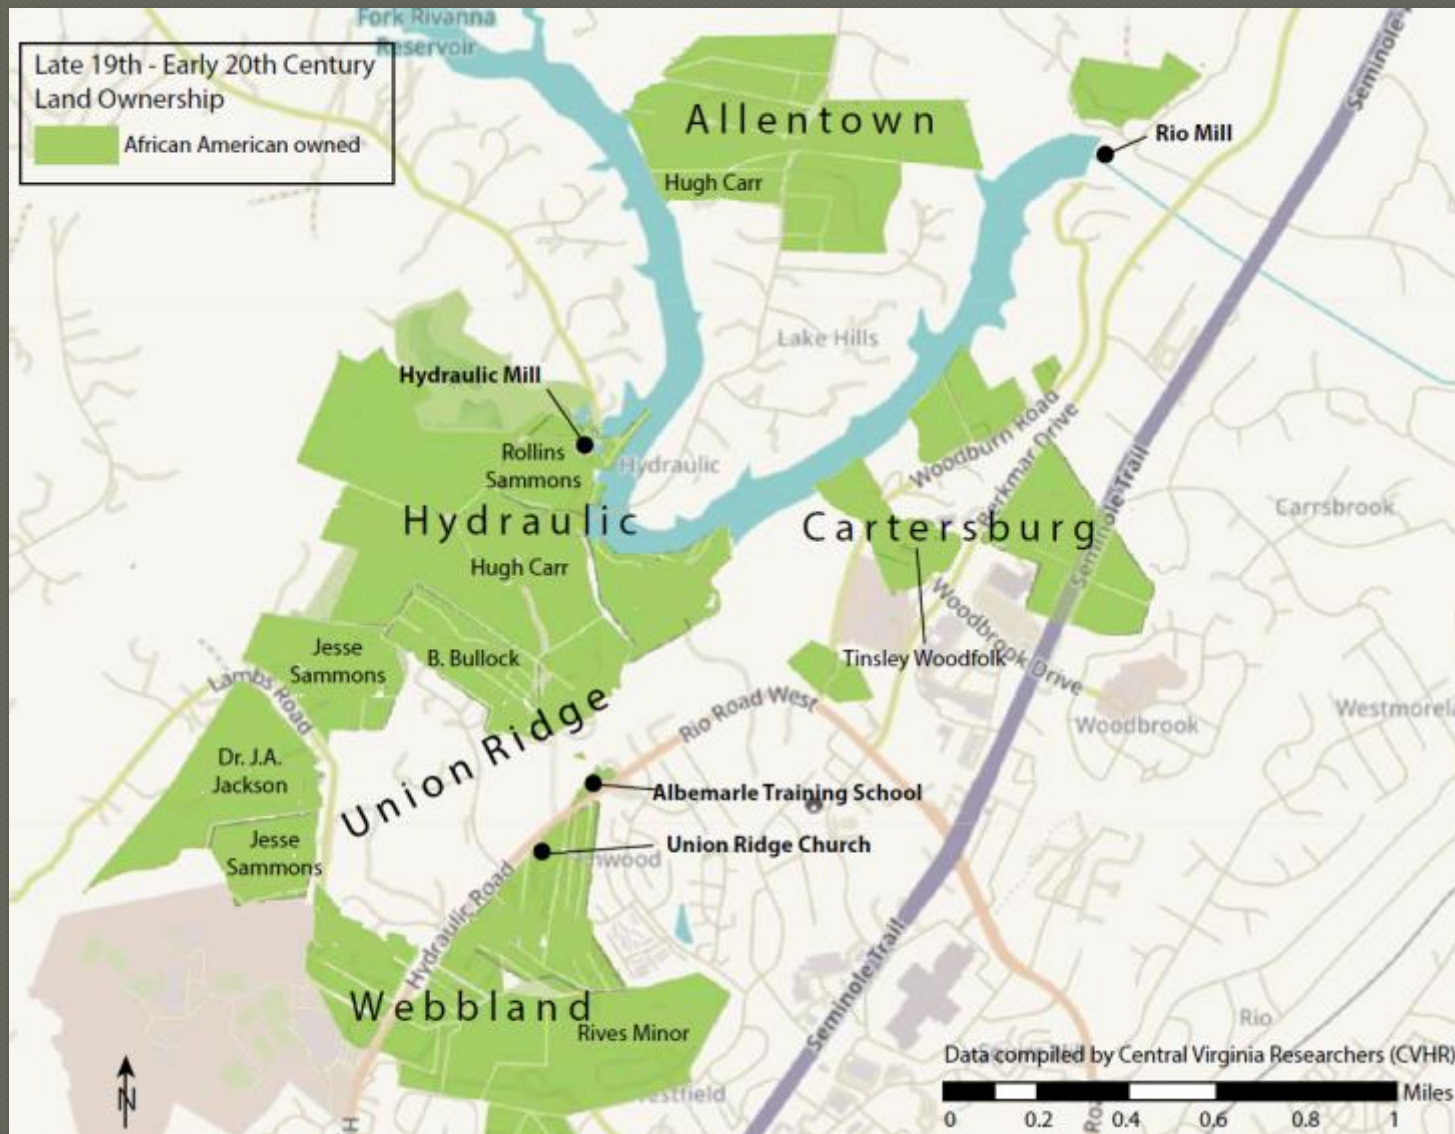 Fork Rivanna
Reservoir
Late 19th - Early 20th Century
Land Ownership
African American owned
Allentown
Hugh Carr
Rio Mill
Seminole
Lake Hills
Hydraulic Mill
Rollins
Sammons
Hydraulic
Hydraulic
Hugh Carr
Woodburn Road
Berkmar Drive
Cartersburg
Seminole Trail
Carrsbrook
Jesse
Sammons
B. Bullock
Tinsley Woodfolk
Woodbrook Drive
Woodbrook
Lambs Road
Union Ridge
Rio Road West
Dr. J.A.
Jackson
Albemarle Training School
Jesse
Sammons
Union Ridge Church
Hydraulic Road
Seminole Trail
Webbland
Rives Minor
Rio
N
Data compiled by Central Virginia Researchers (CVHR)
Miles
0 0.2 0.4 0.6 0.8 1